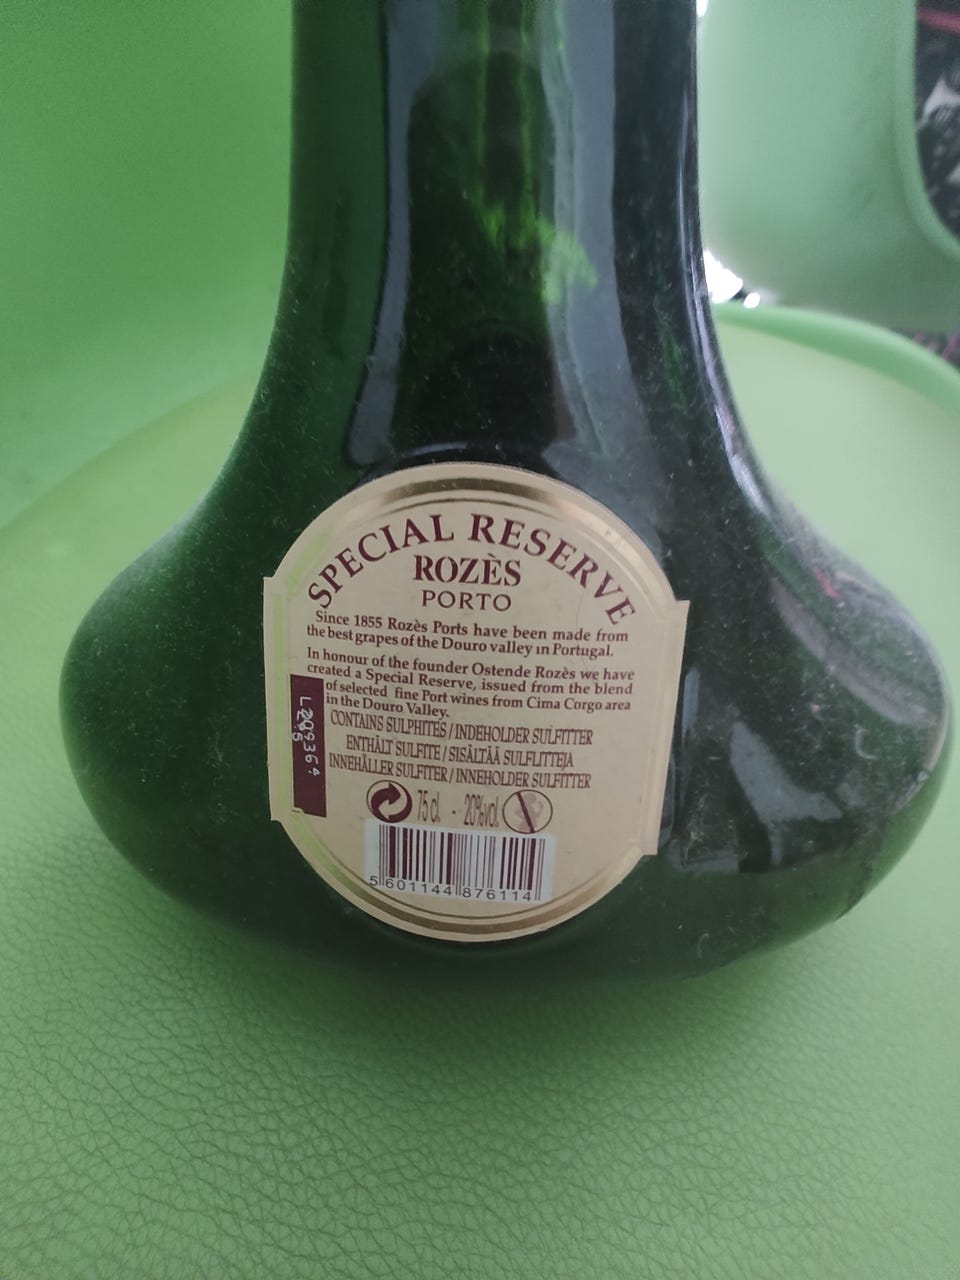 SPECIAL RESERVE
ROZÈS
PORTO
Since 1855 Rozès Ports have been made from
the best grapes of the Douro valley in Portugal.
In honour of the founder Ostende Rozès we have
created a Special Reserve, issued from the blend
of selected fine Port wines from Cima Corgo area
in the Douro Valley.
CONTAINS SULPHITES / INDEHOLDER SULFITTER
ENTHÄLT SULFITE / SISÄLTÄÄ SULFLITTEJA
INNEHÅLLER SULFITER / INNEHOLDER SULFITTER
75 cl. - 20%vol.
5 601144 876114